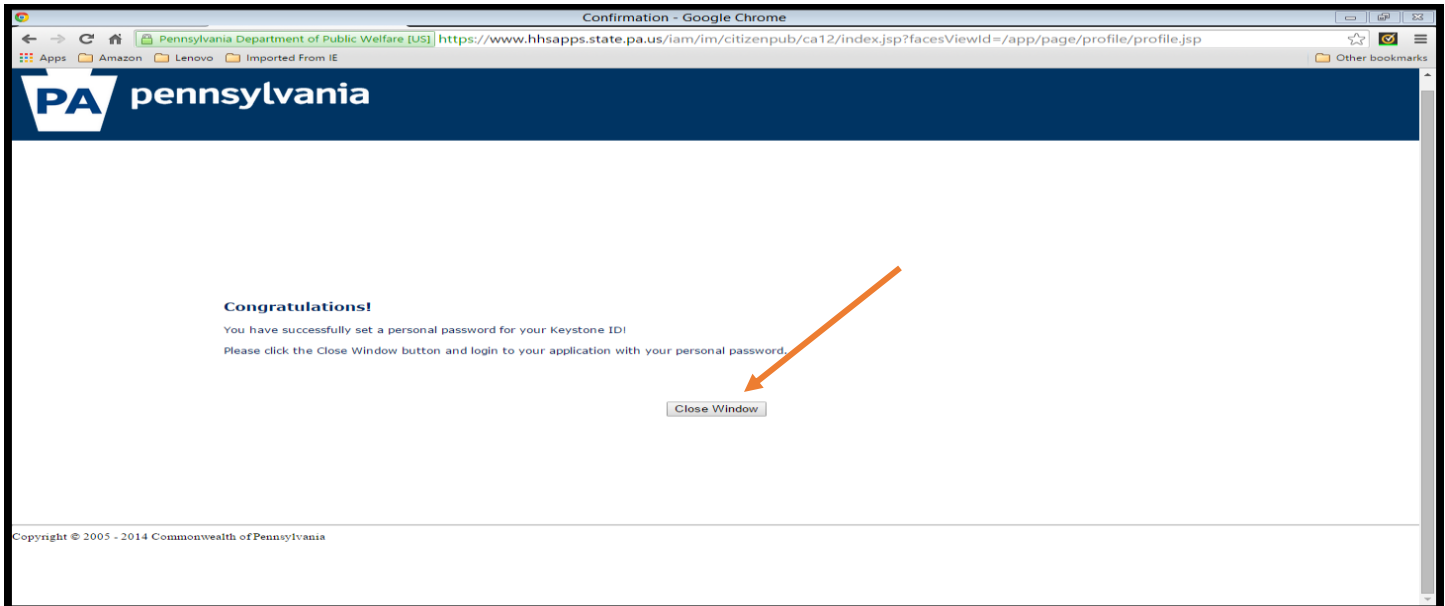 Confirmation - Google Chrome
Pennsylvania Department of Public Welfare [US] https://www.hhsapps.state.pa.us/iam/im/citizenpub/ca12/index.jsp?facesViewId=/app/page/profile/profile.jsp
Apps Amazon Lenovo Imported From IE Other bookmarks
PA pennsylvania
Congratulations!
You have successfully set a personal password for your Keystone ID!
Please click the Close Window button and login to your application with your personal password.
Close Window
Copyright © 2005 - 2014 Commonwealth of Pennsylvania